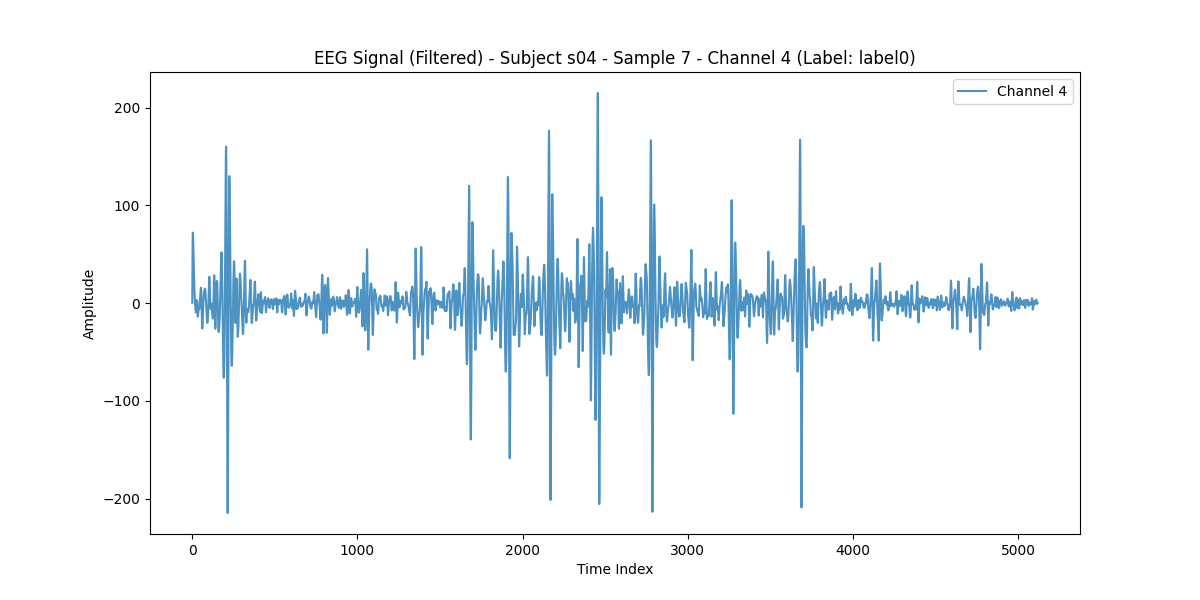 EEG Signal (Filtered) - Subject s04 - Sample 7 - Channel 4 (Label: label0)
Channel 4
200
100
0
−100
−200
Amplitude
0 1000 2000 3000 4000 5000
Time Index